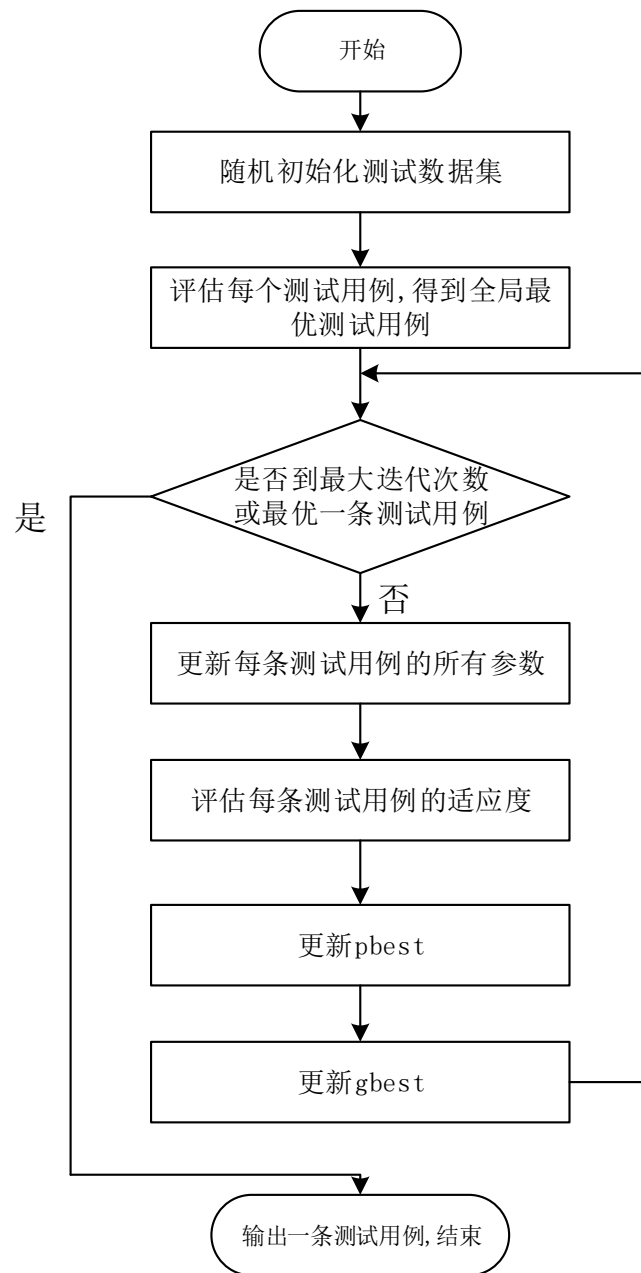 开始
随机初始化测试数据集
评估每个测试用例,得到全局最
优测试用例
是否到最大迭代次数
或最优一条测试用例
是
否
更新每条测试用例的所有参数
评估每条测试用例的适应度
更新pbest
更新gbest
输出一条测试用例,结束